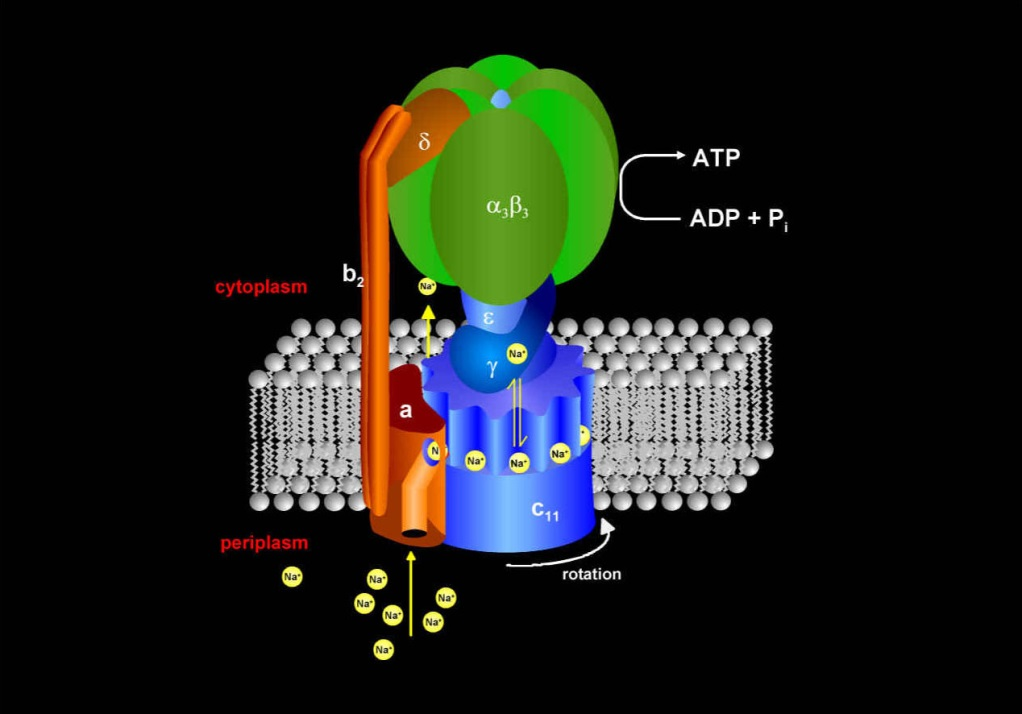 δ
ATP
α₃β₃
ADP + Pᵢ
b₂
cytoplasm
Na⁺
ε
Na⁺
γ
a
N
Na⁺
Na⁺
Na⁺
c₁₁
periplasm
rotation
Na⁺
Na⁺
Na⁺
Na⁺
Na⁺
Na⁺
Na⁺